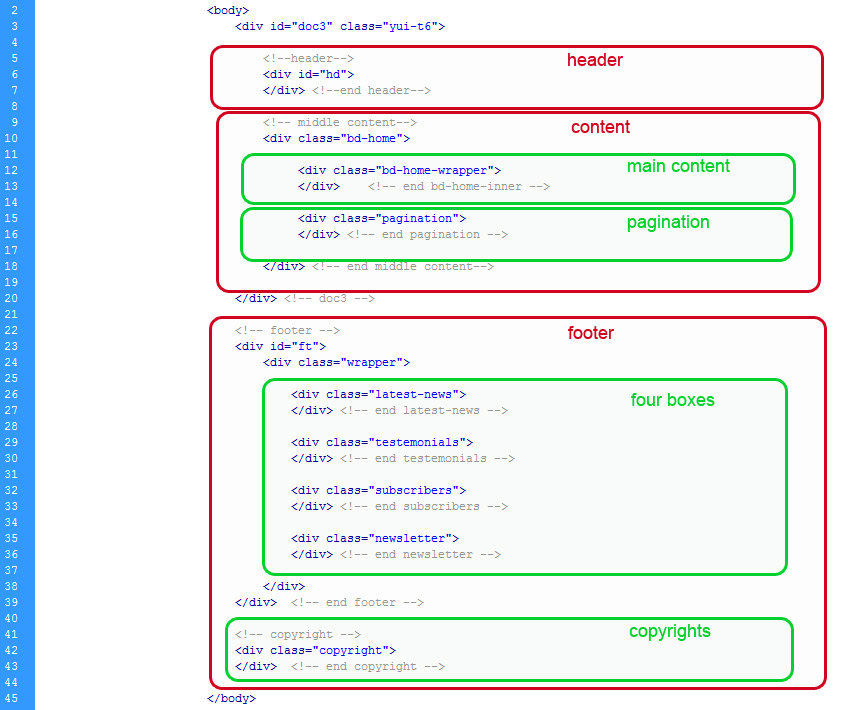 2 <body>
3 <div id="doc3" class="yui-t6">
4
5 <!--header--> header
6 <div id="hd">
7 </div> <!--end header-->
8
9 <!-- middle content--> content
10 <div class="bd-home">
11
12 <div class="bd-home-wrapper"> main content
13 </div> <!-- end bd-home-inner -->
14
15 <div class="pagination"> pagination
16 </div> <!-- end pagination -->
17
18 </div> <!-- end middle content-->
19
20 </div> <!-- doc3 -->
21
22 <!-- footer --> footer
23 <div id="ft">
24 <div class="wrapper">
25
26 <div class="latest-news"> four boxes
27 </div> <!-- end latest-news -->
28
29 <div class="testemonials">
30 </div> <!-- end testemonials -->
31
32 <div class="subscribers">
33 </div> <!-- end subscribers -->
34
35 <div class="newsletter">
36 </div> <!-- end newsletter -->
37
38 </div>
39 </div> <!-- end footer -->
40
41 <!-- copyright --> copyrights
42 <div class="copyright">
43 </div> <!-- end copyright -->
44
45 </body>